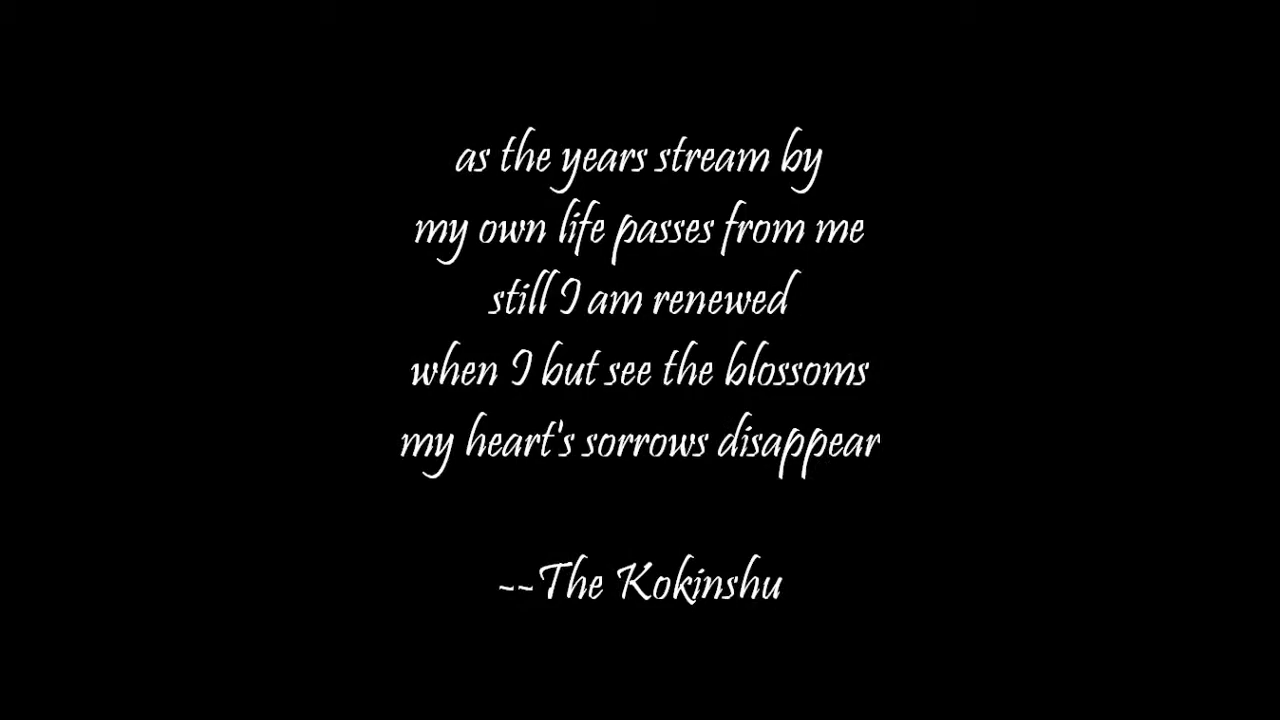 as the years stream by
my own life passes from me
still I am renewed
when I but see the blossoms
my heart's sorrows disappear
~~The Kokinshu